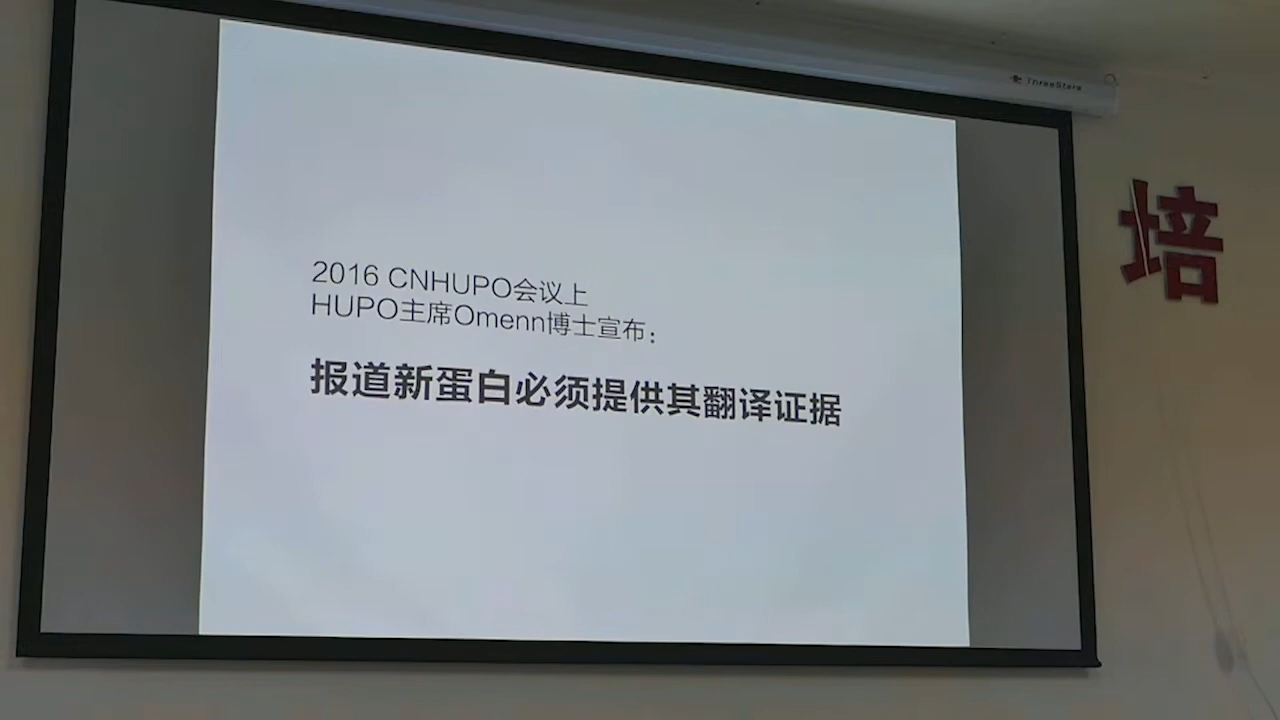 ThreeStars
培
2016 CNHUPO会议上
HUPO主席Omenn博士宣布：
报道新蛋白必须提供其翻译证据